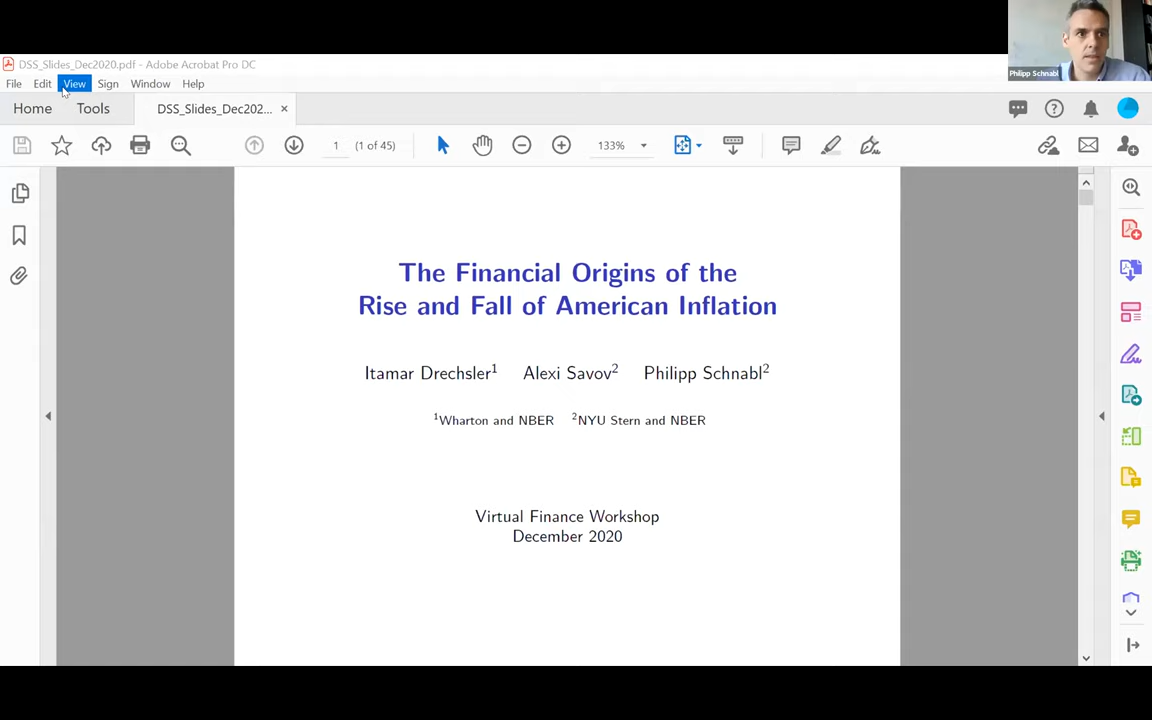 Philipp Schnabl
DSS_Slides_Dec2020.pdf - Adobe Acrobat Pro DC
File Edit View Sign Window Help
Home Tools DSS_Slides_Dec202... ×
1 (1 of 45) 133%
The Financial Origins of the
Rise and Fall of American Inflation
Itamar Drechsler1 Alexi Savov2 Philipp Schnabl2
1Wharton and NBER 2NYU Stern and NBER
Virtual Finance Workshop
December 2020